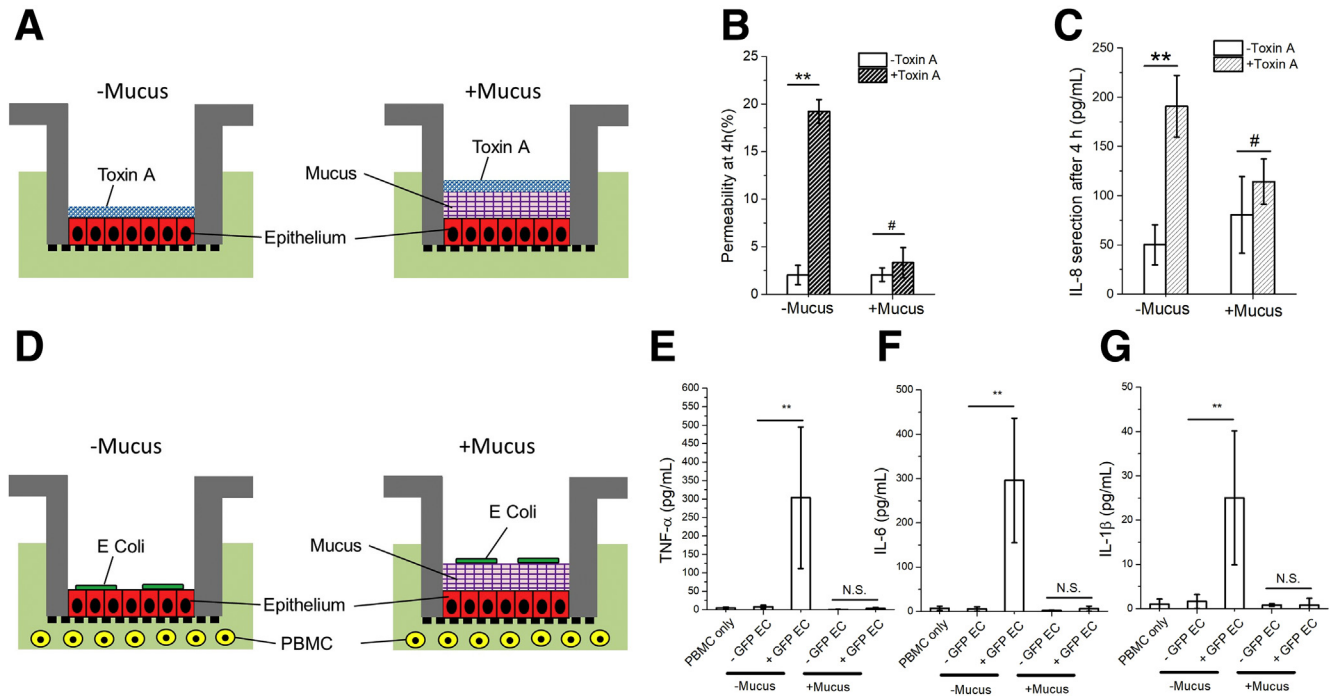 A
-Mucus
+Mucus
Toxin A
Toxin A
Mucus
Epithelium
B
Permeability at 4h(%)
25
20
15
10
5
0
-Toxin A
+Toxin A
**
#
-Mucus
+Mucus
C
IL-8 serection after 4 h (pg/mL)
250
200
150
100
50
0
-Toxin A
+Toxin A
**
#
-Mucus
+Mucus
D
-Mucus
+Mucus
E Coli
E Coli
Mucus
Epithelium
PBMC
E
TNF-α (pg/mL)
600
550
500
450
400
350
300
250
200
150
100
50
0
**
N.S.
PBMC only
- GFP EC
+ GFP EC
- GFP EC
+ GFP EC
-Mucus
+Mucus
F
IL-6 (pg/mL)
500
400
300
200
100
0
**
N.S.
PBMC only
- GFP EC
+ GFP EC
- GFP EC
+ GFP EC
-Mucus
+Mucus
G
IL-1β (pg/mL)
50
40
30
20
10
0
**
N.S.
PBMC only
- GFP EC
+ GFP EC
- GFP EC
+ GFP EC
-Mucus
+Mucus